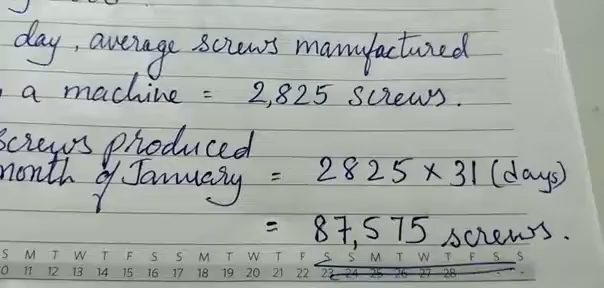 day, average screws manufactured
a machine = 2,825 screws.
screws produced
month of January = 2825 × 31 (days)
= 87,575 screws.
S M T W T F S S M T W T F S S M T W T F S S
10 11 12 13 14 15 16 17 18 19 20 21 22 23 24 25 26 27 28